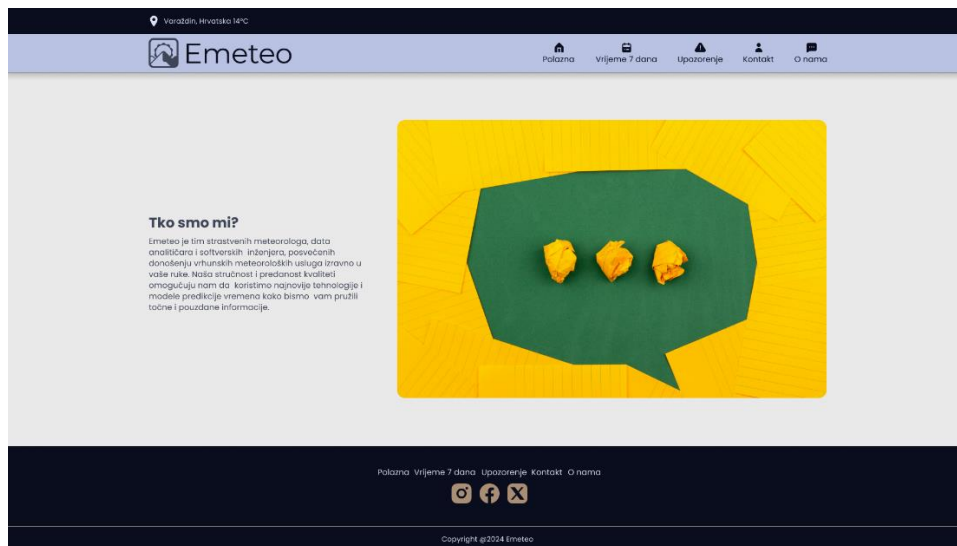 Varaždin, Hrvatska 14°C
Emeteo
Polazna Vrijeme 7 dana Upozorenje Kontakt O nama
Tko smo mi?
Emeteo je tim strastvenih meteorologa, data
analitičara i softverskih inženjera, posvećenih
donošenju vrhunskih meteoroloških usluga izravno u
vaše ruke. Naša stručnost i predanost kvaliteti
omogućuju nam da koristimo najnovije tehnologije i
modele predikcije vremena kako bismo vam pružili
točne i pouzdane informacije.
Polazna Vrijeme 7 dana Upozorenje Kontakt O nama
Copyright @2024 Emeteo